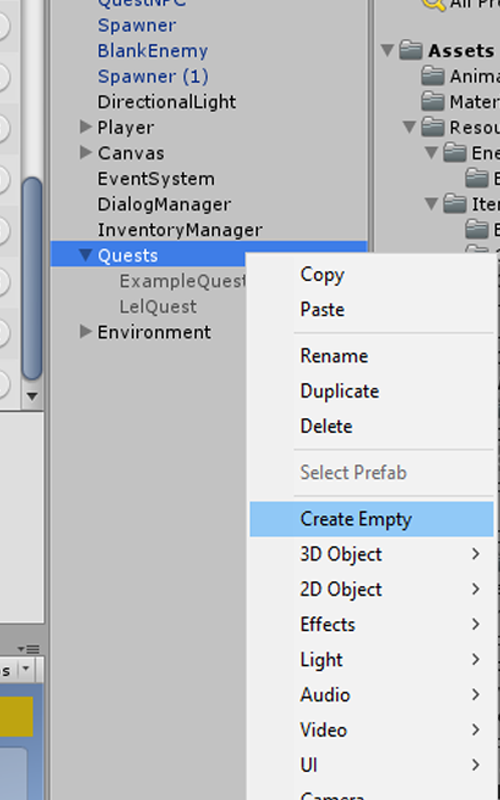 QuestNPC
Spawner
BlankEnemy
Spawner (1)
DirectionalLight
Player
Canvas
EventSystem
DialogManager
InventoryManager
Quests
ExampleQuest
LelQuest
Environment
Copy
Paste
Rename
Duplicate
Delete
Select Prefab
Create Empty
3D Object
2D Object
Effects
Light
Audio
Video
UI
Camera
All Pre
Assets
Anima
Mater
Resou
Ene
E
Iter
E
s